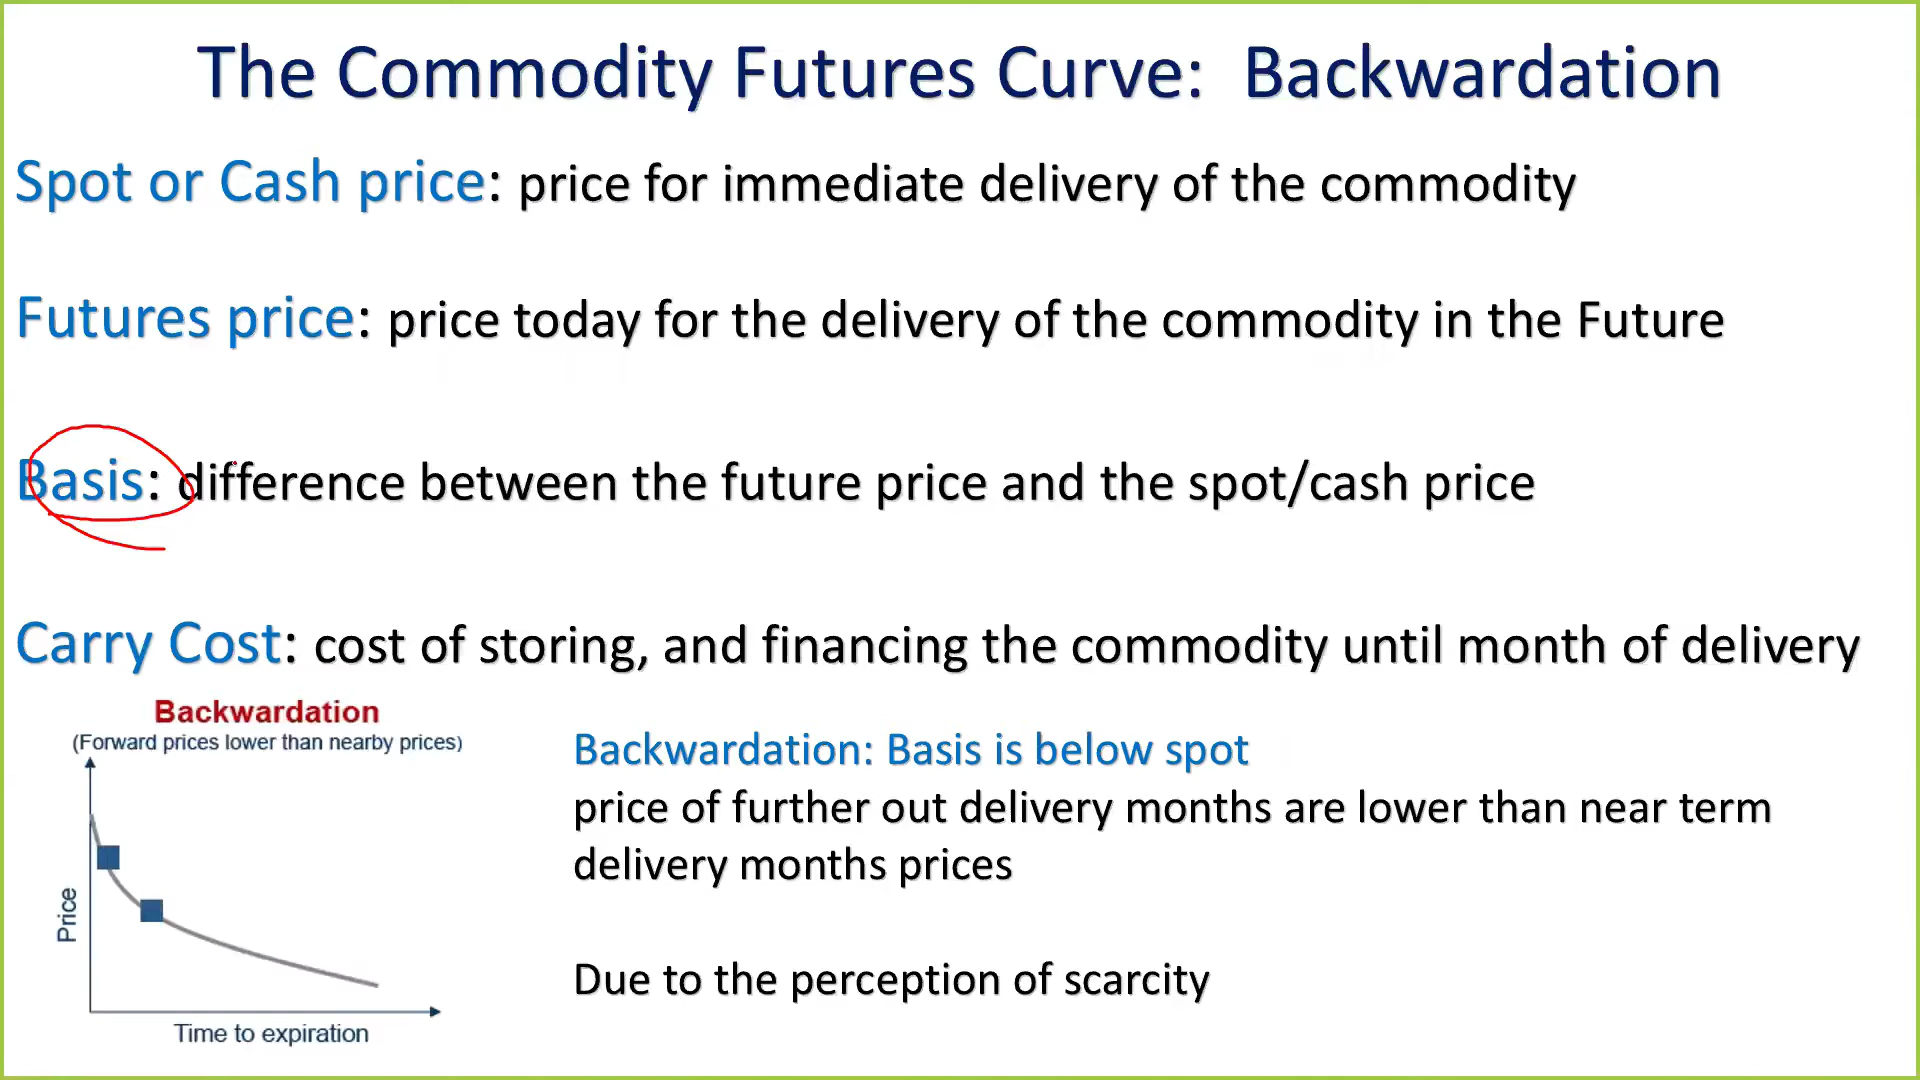 The Commodity Futures Curve: Backwardation
Spot or Cash price: price for immediate delivery of the commodity
Futures price: price today for the delivery of the commodity in the Future
Basis: difference between the future price and the spot/cash price
Carry Cost: cost of storing, and financing the commodity until month of delivery
Backwardation
(Forward prices lower than nearby prices)
Price
Time to expiration
Backwardation: Basis is below spot
price of further out delivery months are lower than near term
delivery months prices
Due to the perception of scarcity